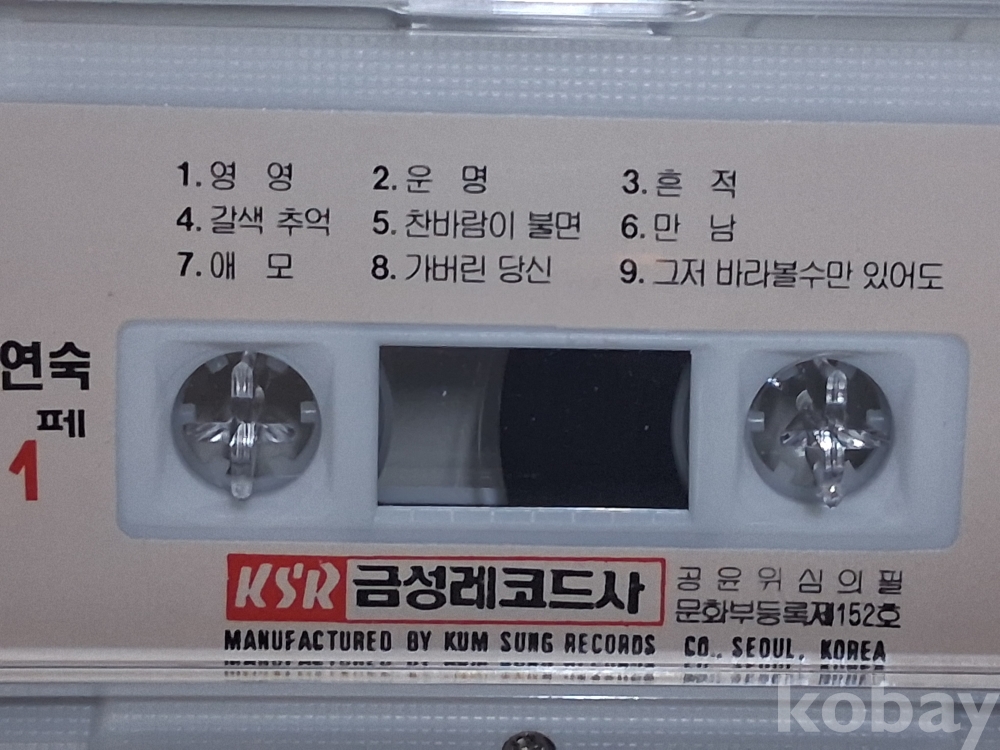 1. 영 영 2. 운 명 3. 흔 적
4. 갈색 추억 5. 찬바람이 불면 6. 만 남
7. 애 모 8. 가버린 당신 9. 그저 바라볼수만 있어도
연숙
페
1
KSR 금성레코드사
공 윤 위 심 의 필
문화부등록제152호
MANUFACTURED BY KUM SUNG RECORDS CO., SEOUL, KOREA
kobay